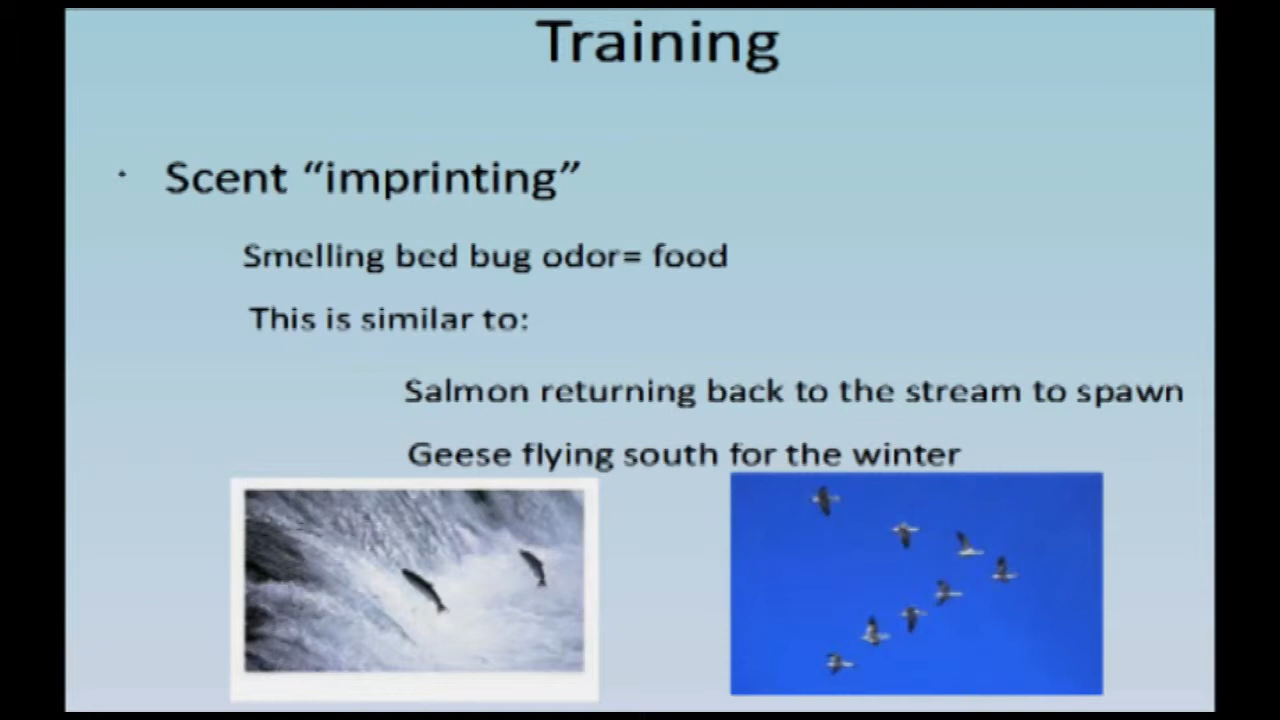 Training
· Scent “imprinting”
Smelling bed bug odor= food
This is similar to:
Salmon returning back to the stream to spawn
Geese flying south for the winter